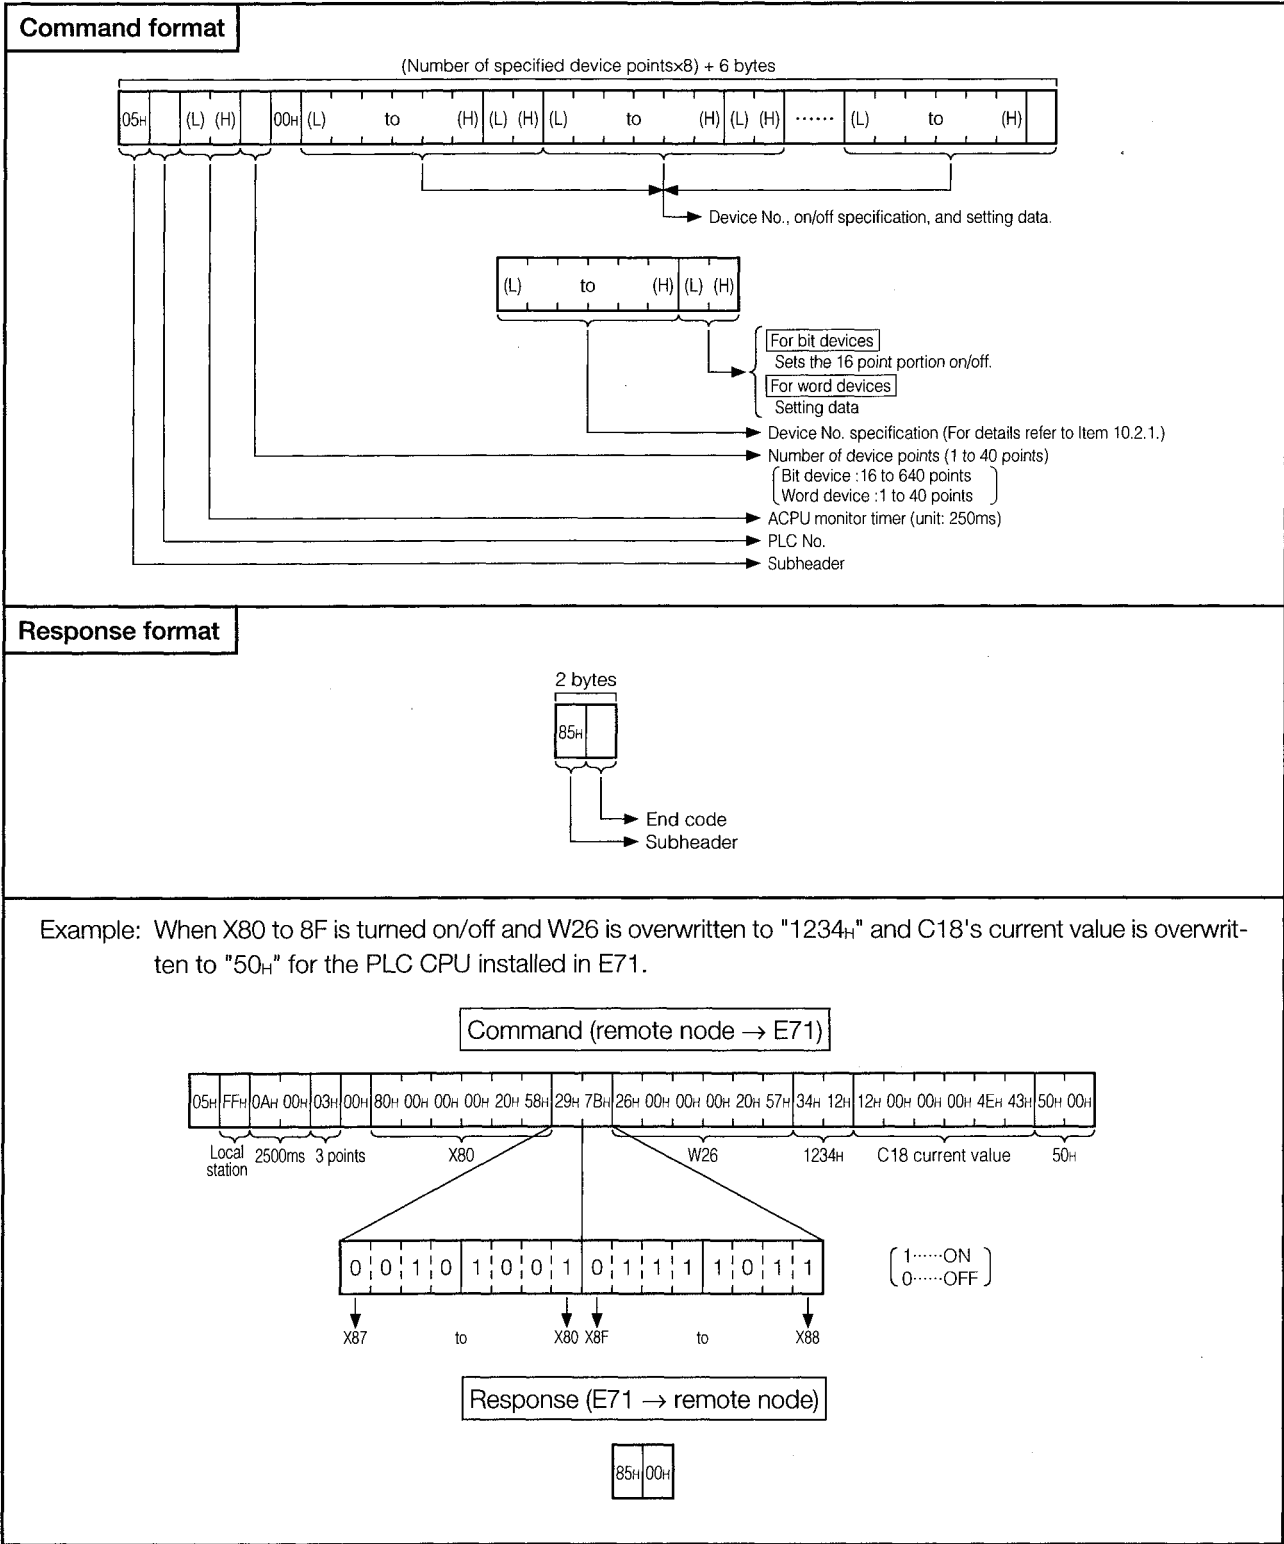 Command format
(Number of specified device points×8) + 6 bytes
05H (L) (H) 00H (L) to (H) (L) (H) (L) to (H) (L) (H) ······ (L) to (H)
Device No., on/off specification, and setting data.
(L) to (H) (L) (H)
For bit devices
Sets the 16 point portion on/off.
For word devices
Setting data
Device No. specification (For details refer to Item 10.2.1.)
Number of device points (1 to 40 points)
Bit device :16 to 640 points
Word device :1 to 40 points
ACPU monitor timer (unit: 250ms)
PLC No.
Subheader
Response format
2 bytes
85H
End code
Subheader
Example: When X80 to 8F is turned on/off and W26 is overwritten to "1234H" and C18's current value is overwrit-
ten to "50H" for the PLC CPU installed in E71.
Command (remote node → E71)
05H FFH 0AH 00H 03H 00H 80H 00H 00H 00H 20H 58H 29H 7BH 26H 00H 00H 00H 20H 57H 34H 12H 12H 00H 00H 00H 4EH 43H 50H 00H
Local station 2500ms 3 points X80 W26 1234H C18 current value 50H
0 0 1 0 1 0 0 1 0 1 1 1 1 0 1 1
1······ON
0······OFF
X87 to X80 X8F to X88
Response (E71 → remote node)
85H 00H